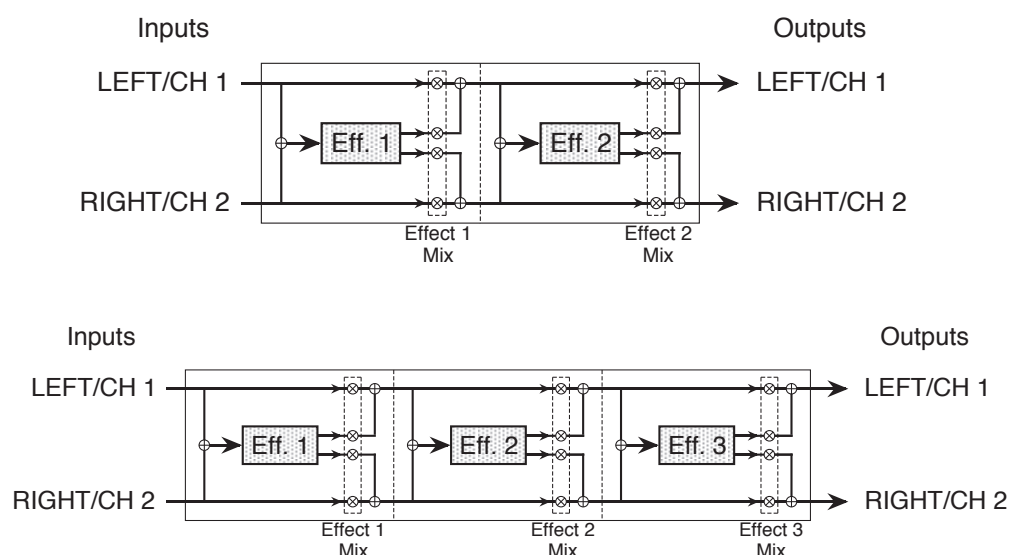 Inputs Outputs
LEFT/CH 1 LEFT/CH 1
Eff. 1 Eff. 2
RIGHT/CH 2 RIGHT/CH 2
Effect 1 Effect 2
Mix Mix
Inputs Outputs
LEFT/CH 1 LEFT/CH 1
Eff. 1 Eff. 2 Eff. 3
RIGHT/CH 2 RIGHT/CH 2
Effect 1 Effect 2 Effect 3
Mix Mix Mix